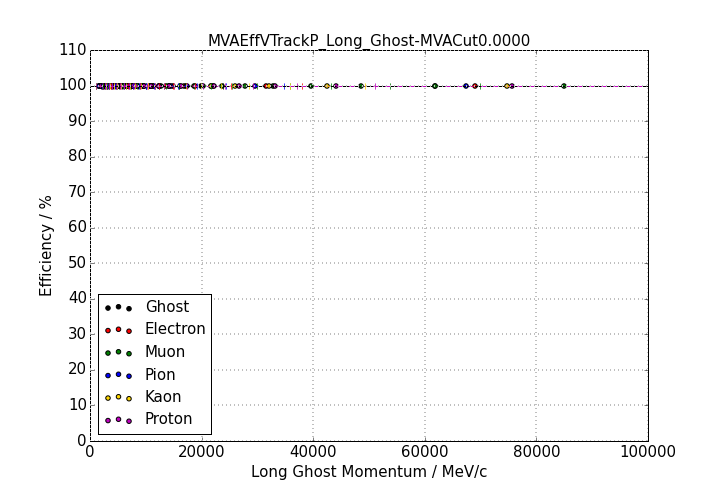 MVAEffVTrackP_Long_Ghost-MVACut0.0000
110
100
90
80
70
60
50
40
30
20
10
0
Efficiency / %
Ghost
Electron
Muon
Pion
Kaon
Proton
0 20000 40000 60000 80000 100000
Long Ghost Momentum / MeV/c